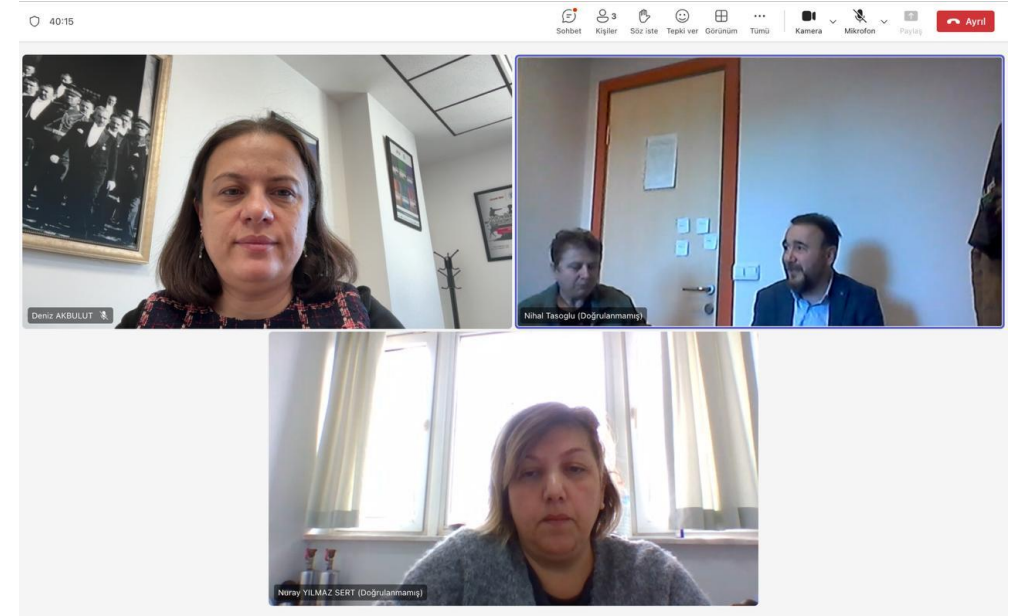 40:15
Sohbet
Kişiler 3
Söz iste
Tepki ver
Görünüm
Tümü
Kamera
Mikrofon
Paylaş
Ayrıl
Deniz AKBULUT
Nihal Tasoglu (Doğrulanmamış)
Nuray YILMAZ SERT (Doğrulanmamış)